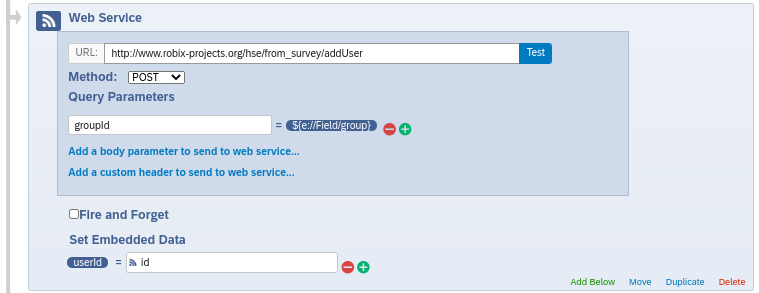 Web Service
URL: http://www.robix-projects.org/hse/from_survey/addUser Test
Method: POST
Query Parameters
groupId = ${e://Field/group}
Add a body parameter to send to web service...
Add a custom header to send to web service...
Fire and Forget
Set Embedded Data
userId = id
Add Below Move Duplicate Delete